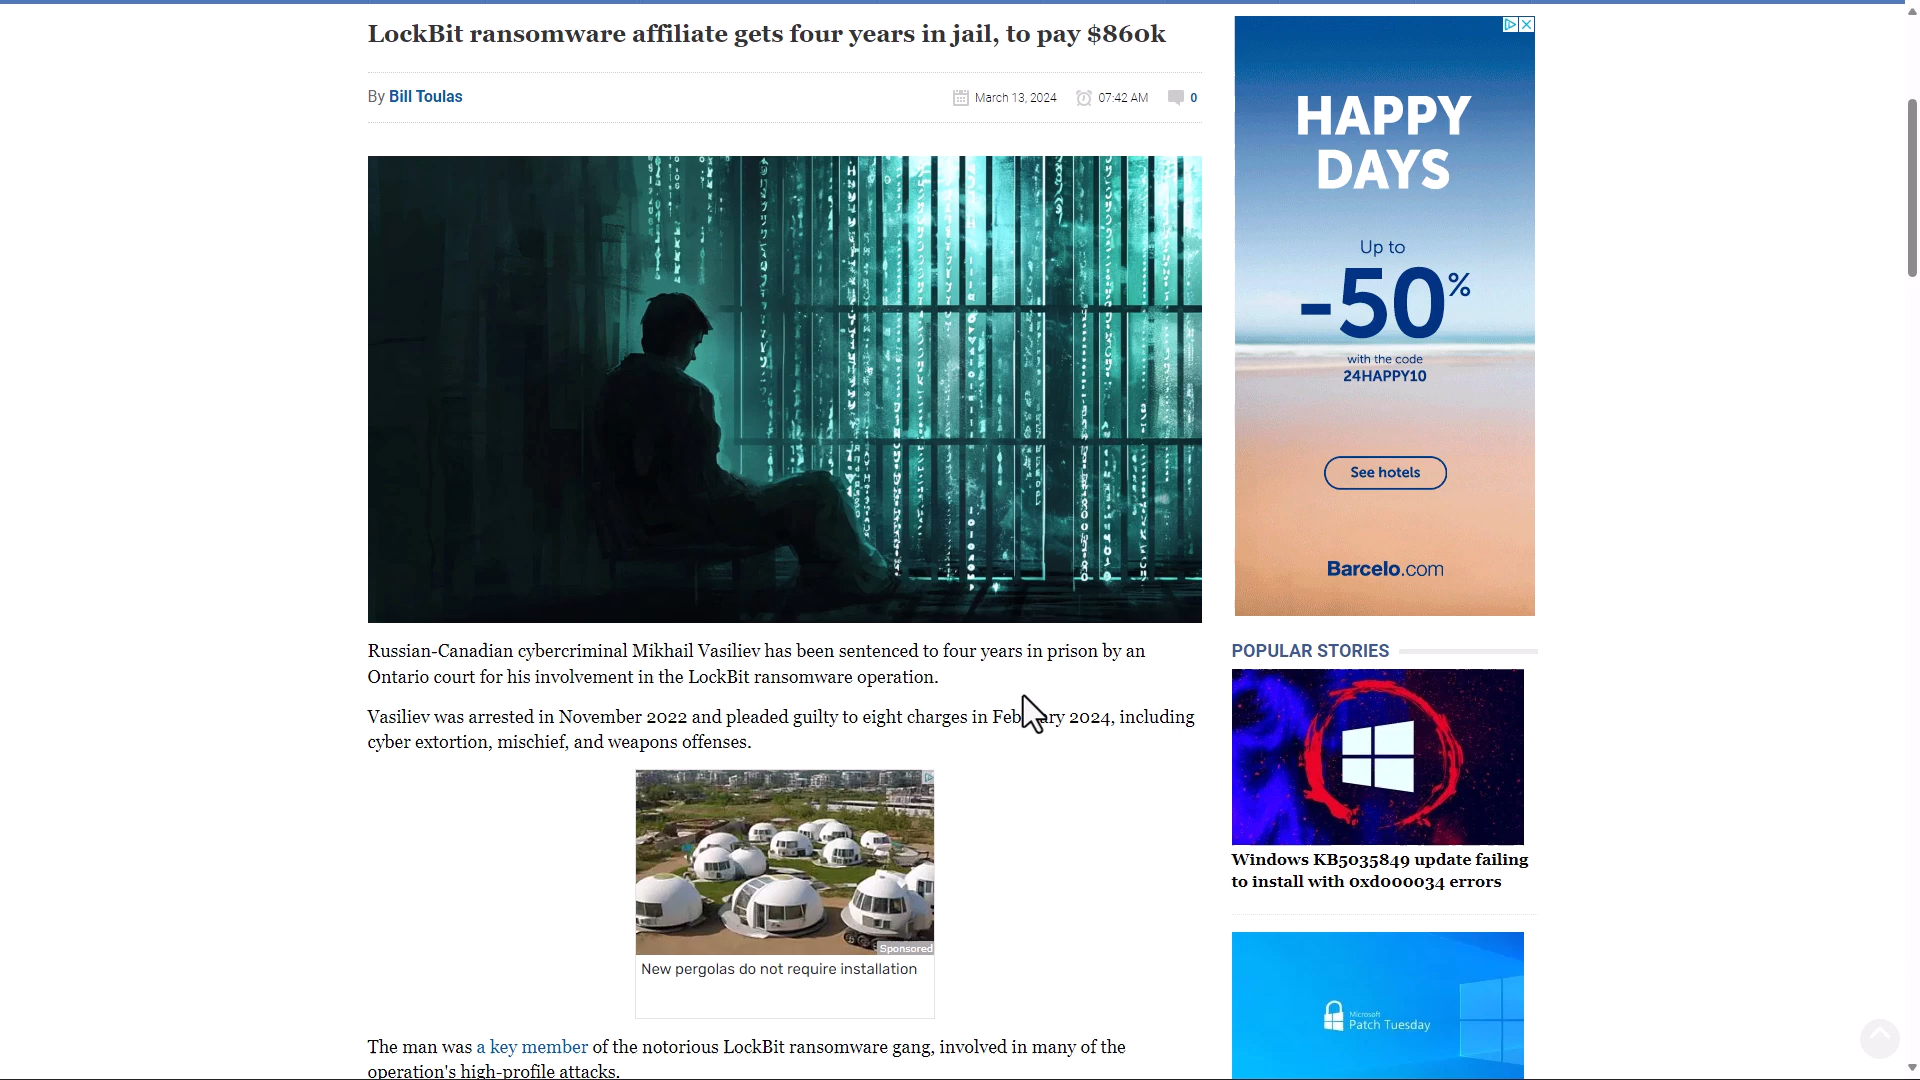 LockBit ransomware affiliate gets four years in jail, to pay $860k
By Bill Toulas
March 13, 2024
07:42 AM
0
Russian-Canadian cybercriminal Mikhail Vasiliev has been sentenced to four years in prison by an
Ontario court for his involvement in the LockBit ransomware operation.
Vasiliev was arrested in November 2022 and pleaded guilty to eight charges in February 2024, including
cyber extortion, mischief, and weapons offenses.
Sponsored
New pergolas do not require installation
The man was a key member of the notorious LockBit ransomware gang, involved in many of the
operation's high-profile attacks.
HAPPY
DAYS
Up to
-50%
with the code
24HAPPY10
See hotels
Barcelo.com
POPULAR STORIES
Windows KB5035849 update failing
to install with 0xd000034 errors
Microsoft
Patch Tuesday